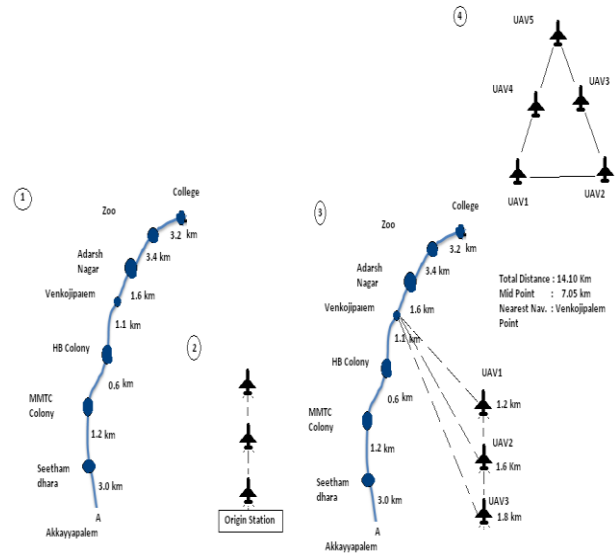 4
UAV5
UAV4
UAV3
UAV1
UAV2
1
College
Zoo
3.2 km
3.4 km
Adarsh
Nagar
1.6 km
Venkojipaem
1.1 km
HB Colony
0.6 km
MMTC
Colony
1.2 km
Seetham
dhara
3.0 km
A
Akkayyapalem
2
Origin Station
3
College
Zoo
3.2 km
3.4 km
Adarsh
Nagar
1.6 km
Venkojipaem
1.1 km
HB Colony
0.6 km
MMTC
Colony
1.2 km
Seetham
dhara
3.0 km
A
Akkayyapalem
Total Distance : 14.10 Km
Mid Point : 7.05 km
Nearest Nav. : Venkojipalem
Point
UAV1
1.2 km
UAV2
1.6 Km
UAV3
1.8 km